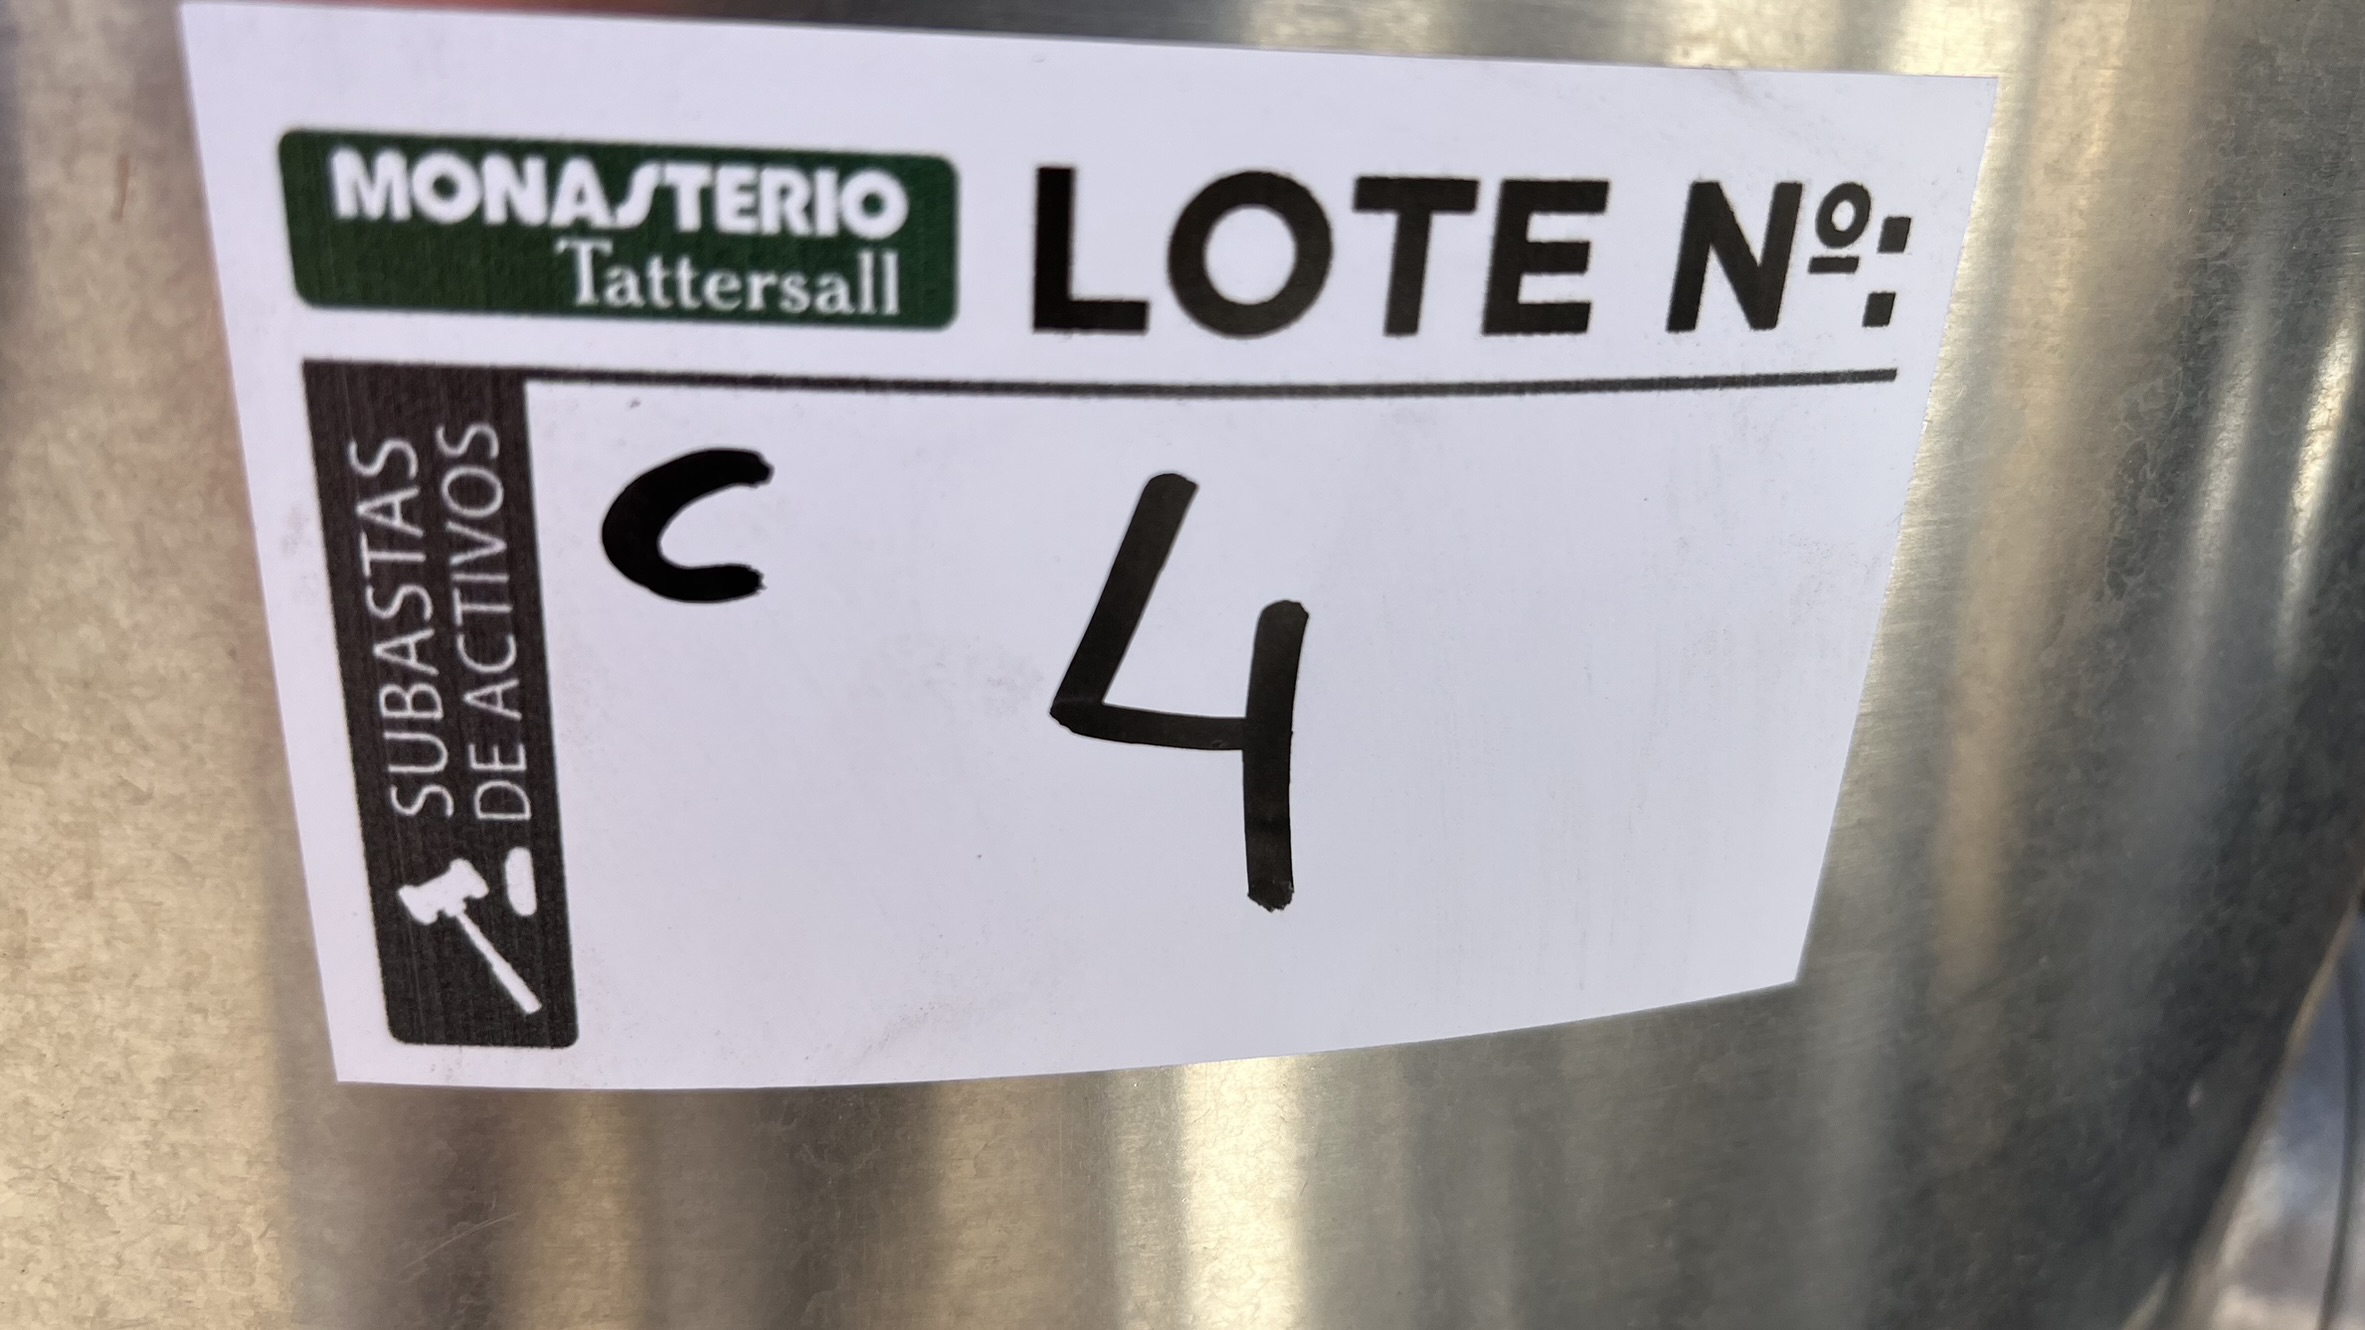 MONASTERIO
Tattersall
LOTE Nº:
SUBASTAS
DE ACTIVOS
C 4